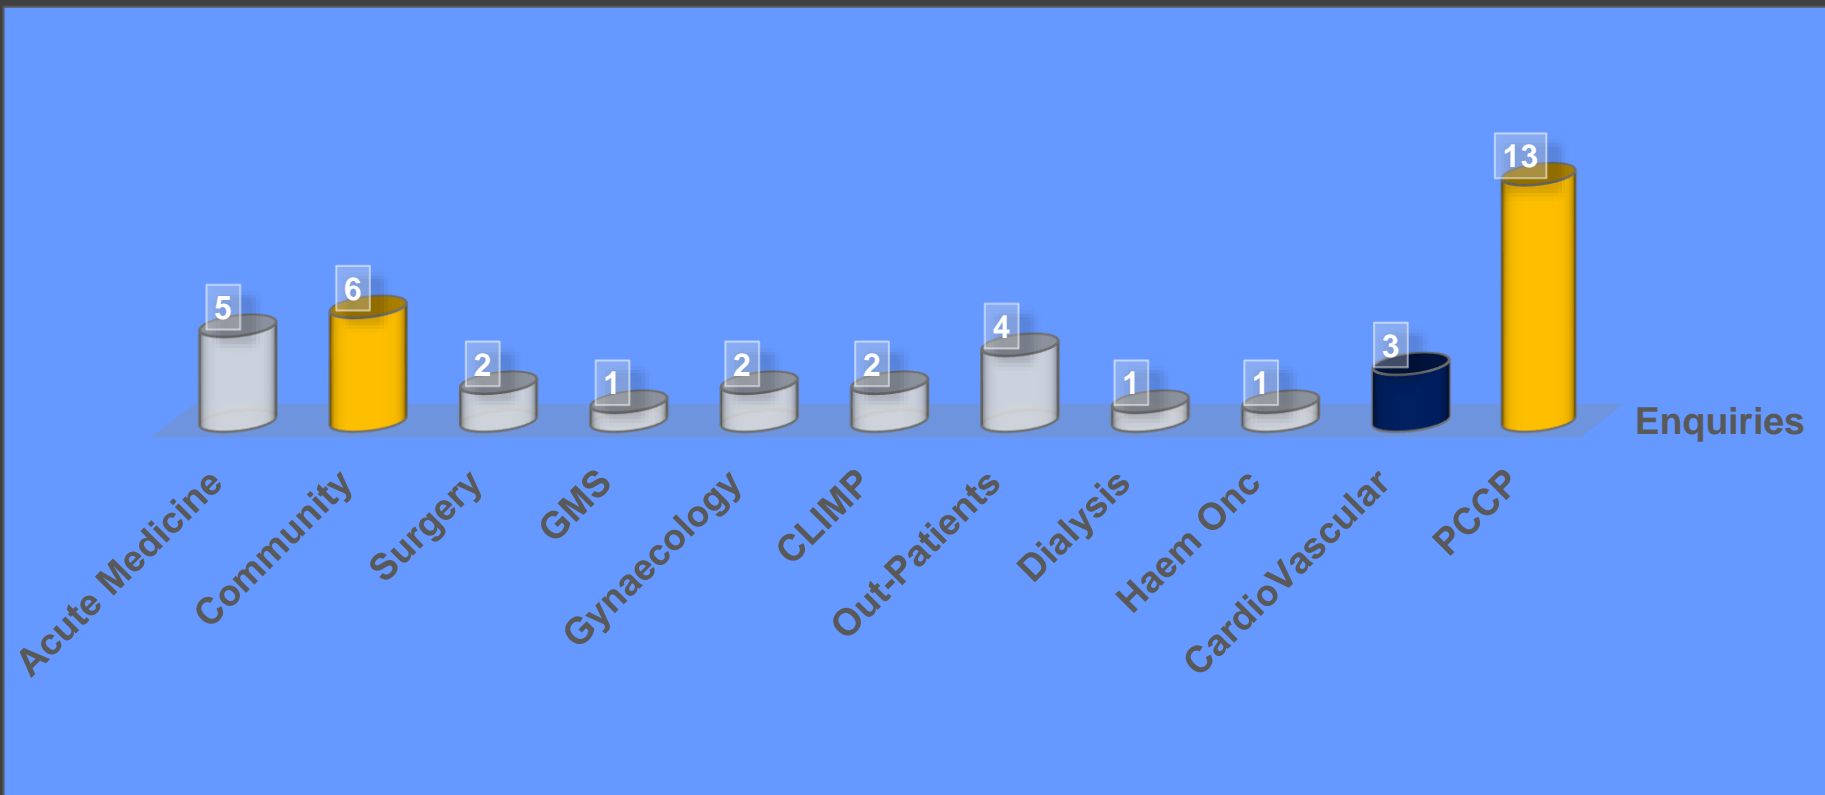 5
6
2
1
2
2
4
1
1
3
13
Enquiries
Acute Medicine
Community
Surgery
GMS
Gynaecology
CLIMP
Out-Patients
Dialysis
Haem Onc
CardioVascular
PCCP